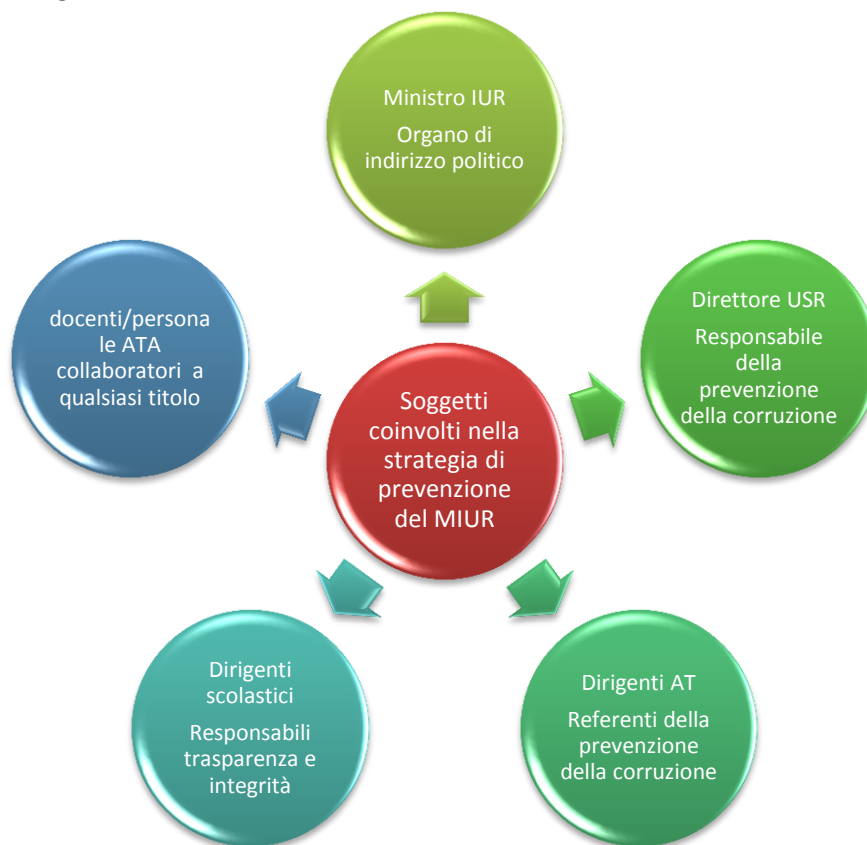 Ministro IUR
Organo di
indirizzo politico
docenti/persona
le ATA
collaboratori a
qualsiasi titolo
Direttore USR
Responsabile
della
prevenzione
della corruzione
Soggetti
coinvolti nella
strategia di
prevenzione
del MIUR
Dirigenti
scolastici
Responsabili
trasparenza e
integrità
Dirigenti AT
Referenti della
prevenzione
della corruzione